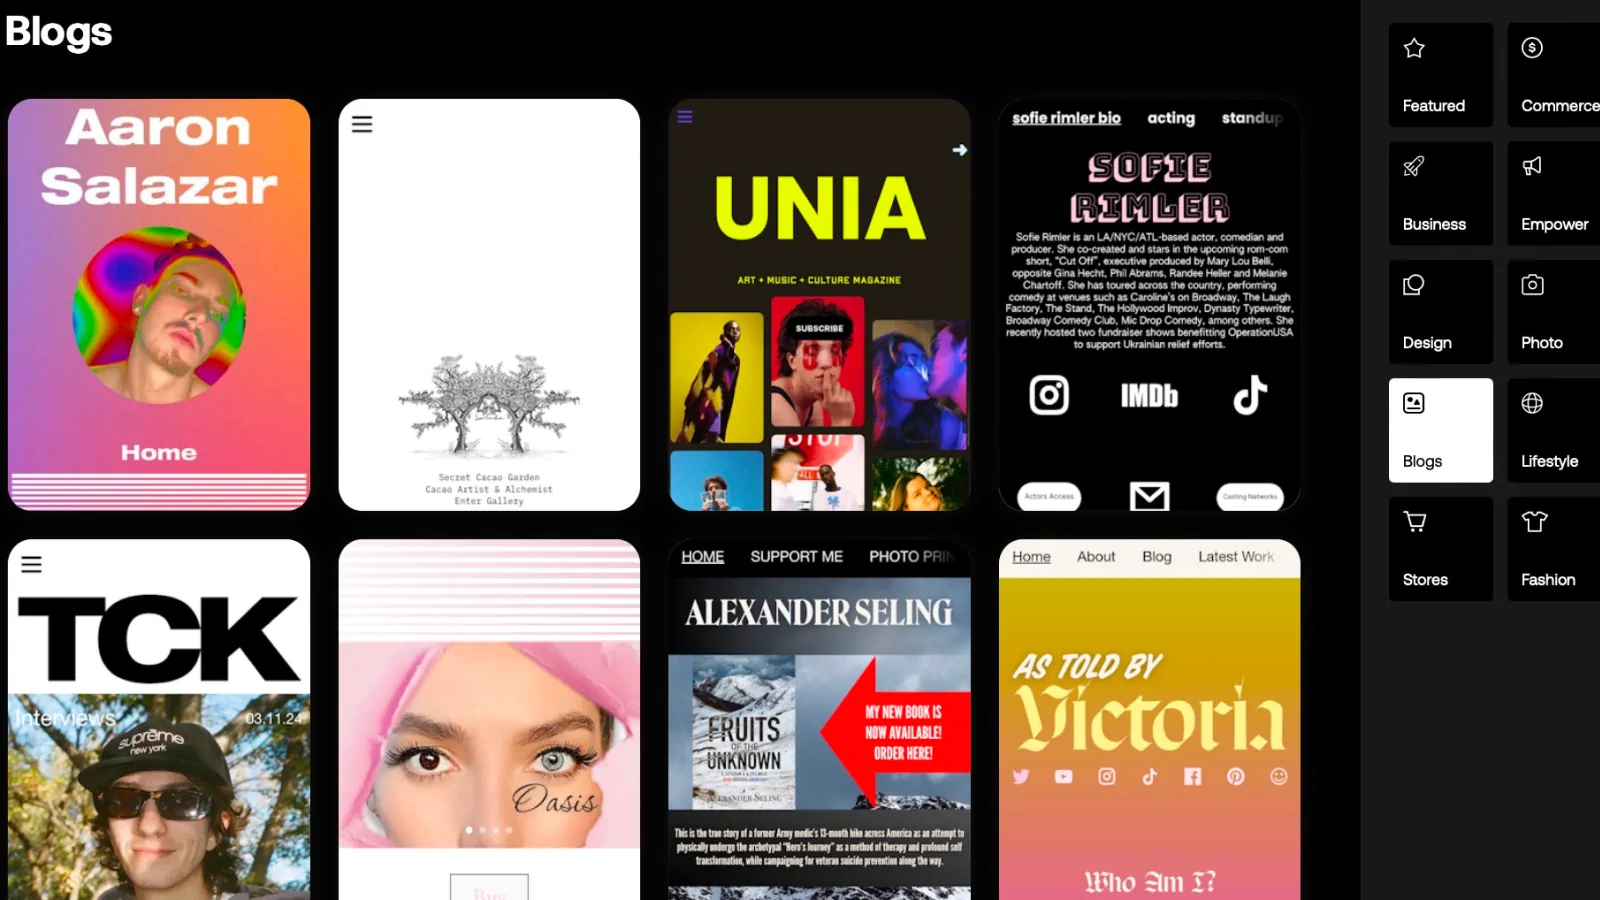 Blogs
Aaron
Salazar
Home
Secret Cacao Garden
Cacao Artist & Alchemist
Enter Gallery
UNIA
ART + MUSIC + CULTURE MAGAZINE
SUBSCRIBE
STOP
ALL
sofie rimler bio acting standup
SOFIE
RIMLER
Sofie Rimler is an LA/NYC/ATL-based actor, comedian and
producer. She co-created and stars in the upcoming rom-com
short, "Cut Off", executive produced by Mary Lou Belli,
opposite Gina Hecht, Phil Abrams, Randee Heller and Melanie
Chartoff. She has toured across the country, performing
comedy at venues such as Caroline's on Broadway, The Laugh
Factory, The Stand, The Hollywood Improv, Dynasty Typewriter,
Broadway Comedy Club, Mic Drop Comedy, among others. She
recently hosted two fundraiser shows benefitting OperationUSA
to support Ukrainian relief efforts.
IMDb
Actors Access
Casting Networks
TCK
Interviews 03.11.24
supreme
new york
Oasis
Buy
HOME SUPPORT ME PHOTO PRIN
ALEXANDER SELING
FRUITS
OF THE
UNKNOWN
ALEXANDER SELING
MY NEW BOOK IS
NOW AVAILABLE!
ORDER HERE!
This is the true story of a former Army medic's 13-month hike across America as an attempt to
physically undergo the archetypal "Hero's Journey" as a method of therapy and profound self
transformation, while campaigning for veteran suicide prevention along the way.
Home About Blog Latest Work
AS TOLD BY
Victoria
Who Am I?
Featured
Commerce
Business
Empower
Design
Photo
Blogs
Lifestyle
Stores
Fashion